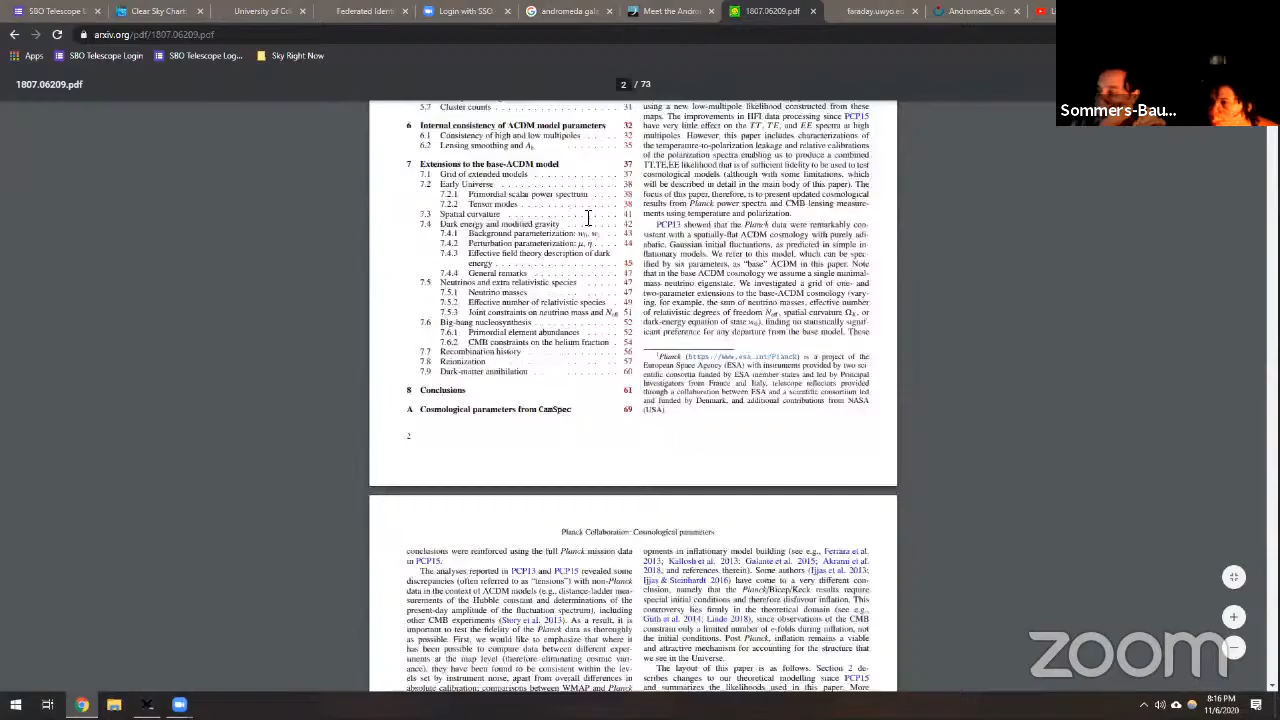 Clear Sky Chart
University of Co
Federated Identi
Login with SSO
andromeda gala
Meet the Andro
1807.06209.pdf
faraday.uwyo.ed
Andromeda_Gal
arxiv.org/pdf/1807.06209.pdf
Apps
SBO Telescope Login
SBO Telescope Log...
Sky Right Now
1807.06209.pdf
2 / 73
Sommers-Bau...
5.7 Cluster counts 31
6 Internal consistency of ΛCDM model parameters 32
6.1 Consistency of high and low multipoles 32
6.2 Lensing smoothing and AL 35
7 Extensions to the base-ΛCDM model 37
7.1 Grid of extended models 37
7.2 Early Universe 38
7.2.1 Primordial scalar power spectrum 38
7.2.2 Tensor modes 38
7.3 Spatial curvature 41
7.4 Dark energy and modified gravity 42
7.4.1 Background parameterization: w0, wa 43
7.4.2 Perturbation parameterization: μ, η 44
7.4.3 Effective field theory description of dark
energy 45
7.4.4 General remarks 47
7.5 Neutrinos and extra relativistic species 47
7.5.1 Neutrino masses 47
7.5.2 Effective number of relativistic species 49
7.5.3 Joint constraints on neutrino mass and Neff 51
7.6 Big-bang nucleosynthesis 52
7.6.1 Primordial element abundances 52
7.6.2 CMB constraints on the helium fraction 54
7.7 Recombination history 56
7.8 Reionization 57
7.9 Dark-matter annihilation 60
8 Conclusions 61
A Cosmological parameters from CamSpec 69
2
using a new low-multipole likelihood constructed from these
maps. The improvements in HFI data processing since PCP15
have very little effect on the TT, TE, and EE spectra at high
multipoles. However, this paper includes characterizations of
the temperature-to-polarization leakage and relative calibrations
of the polarization spectra enabling us to produce a combined
TT,TE,EE likelihood that is of sufficient fidelity to be used to test
cosmological models (although with some limitations, which
will be described in detail in the main body of this paper). The
focus of this paper, therefore, is to present updated cosmological
results from Planck power spectra and CMB lensing measure-
ments using temperature and polarization.
PCP13 showed that the Planck data were remarkably con-
sistent with a spatially-flat ΛCDM cosmology with purely adi-
abatic, Gaussian initial fluctuations, as predicted in simple in-
flationary models. We refer to this model, which can be spec-
ified by six parameters, as “base” ΛCDM in this paper. Note
that in the base ΛCDM cosmology we assume a single minimal-
mass neutrino eigenstate. We investigated a grid of one- and
two-parameter extensions to the base-ΛCDM cosmology (vary-
ing, for example, the sum of neutrino masses, effective number
of relativistic degrees of freedom Neff, spatial curvature ΩK, or
dark-energy equation of state w0), finding no statistically signif-
icant preference for any departure from the base model. These
1Planck (https://www.esa.int/Planck) is a project of the
European Space Agency (ESA) with instruments provided by two sci-
entific consortia funded by ESA member states and led by Principal
Investigators from France and Italy, telescope reflectors provided
through a collaboration between ESA and a scientific consortium led
and funded by Denmark, and additional contributions from NASA
(USA).
Planck Collaboration: Cosmological parameters
conclusions were reinforced using the full Planck mission data
in PCP15.
The analyses reported in PCP13 and PCP15 revealed some
discrepancies (often referred to as “tensions”) with non-Planck
data in the context of ΛCDM models (e.g., distance-ladder mea-
surements of the Hubble constant and determinations of the
present-day amplitude of the fluctuation spectrum), including
other CMB experiments (Story et al. 2013). As a result, it is
important to test the fidelity of the Planck data as thoroughly
as possible. First, we would like to emphasize that where it
has been possible to compare data between different exper-
iments at the map level (therefore eliminating cosmic vari-
ance), they have been found to be consistent within the lev-
els set by instrument noise, apart from overall differences in
absolute calibration; comparisons between WMAP and Planck
opments in inflationary model building (see e.g., Ferrara et al.
2013; Kallosh et al. 2013; Galante et al. 2015; Akrami et al.
2018, and references therein). Some authors (Ijjas et al. 2013;
Ijjas & Steinhardt 2016) have come to a very different con-
clusion, namely that the Planck/Bicep/Keck results require
special initial conditions and therefore disfavour inflation. This
controversy lies firmly in the theoretical domain (see e.g.,
Guth et al. 2014; Linde 2018), since observations of the CMB
constrain only a limited number of e-folds during inflation, not
the initial conditions. Post Planck, inflation remains a viable
and attractive mechanism for accounting for the structure that
we see in the Universe.
The layout of this paper is as follows. Section 2 de-
scribes changes to our theoretical modelling since PCP15
and summarizes the likelihoods used in this paper. More
zoom
8:16 PM
11/6/2020